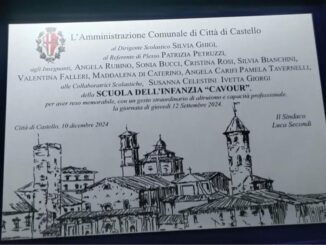 L'Amministrazione Comunale di Città di Castello
al Dirigente Scolastico SILVIA GHIGI,
al Referente di Plesso PATRIZIA PETRUZZI,
agli Insegnanti, ANGELA RUBINO, SONIA BUCCI, CRISTINA ROSI, SILVIA BIASCHINI,
VALENTINA FALLERI, MADDALENA DI CATERINO, ANGELA CARIFI PAMELA TAVERNELLI,
alle Collaboratrici Scolastiche, SUSANNA CELESTINI IVETTA GIORGI
della SCUOLA DELL'INFANZIA "CAVOUR".
per aver reso memorabile, con un gesto straordinario di altruismo e capacità professionale,
la giornata di giovedì 12 Settembre 2024.
Città di Castello, 10 dicembre 2024
Il Sindaco
Luca Secondi